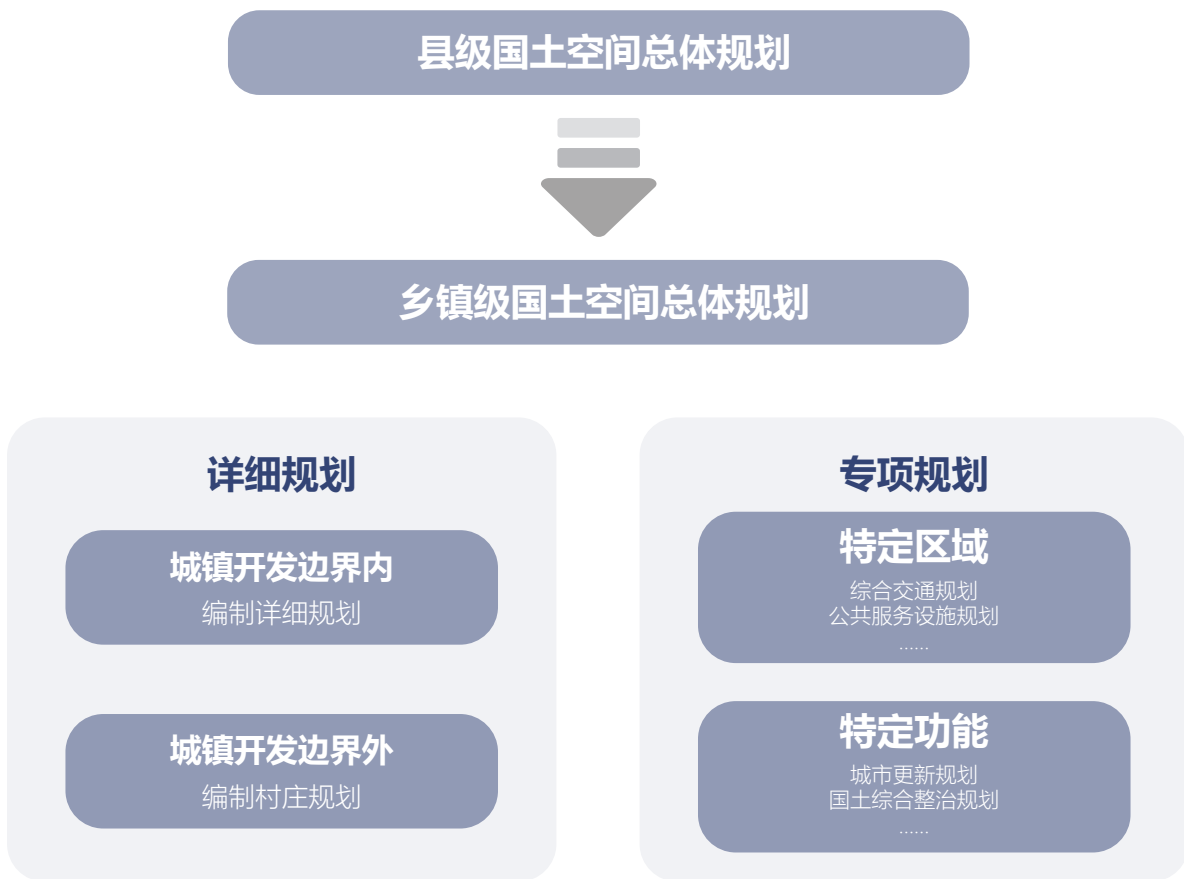 县级国土空间总体规划
乡镇级国土空间总体规划
详细规划
城镇开发边界内
编制详细规划
城镇开发边界外
编制村庄规划
专项规划
特定区域
综合交通规划
公共服务设施规划
......
特定功能
城市更新规划
国土综合整治规划
......